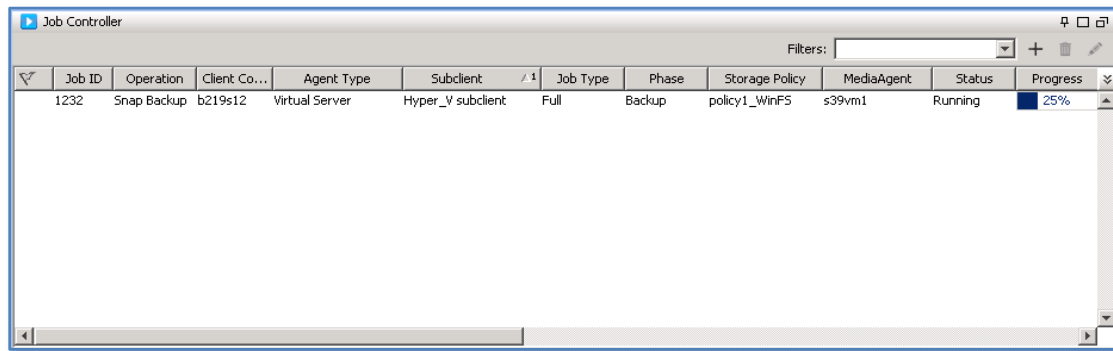 Job Controller
Filters:
Job ID Operation Client Co... Agent Type Subclient 1 Job Type Phase Storage Policy MediaAgent Status Progress
1232 Snap Backup b219s12 Virtual Server Hyper_V subclient Full Backup policy1_WinFS s39vm1 Running 25%